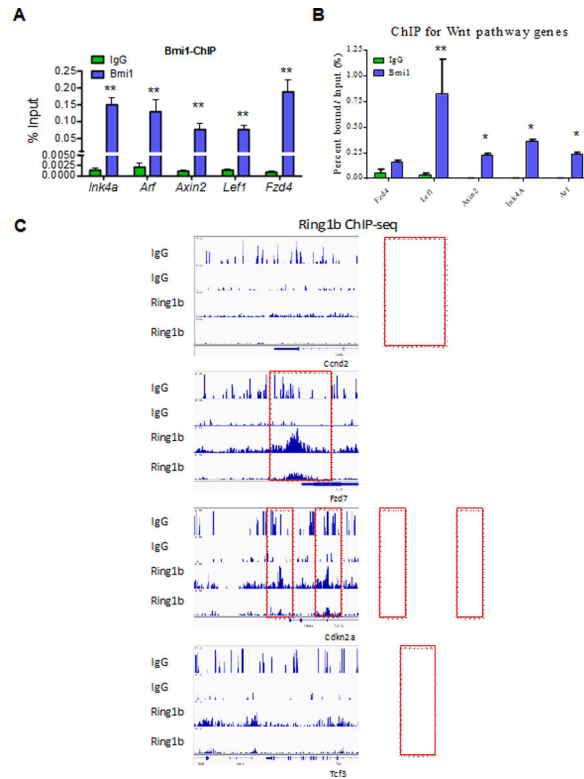 A
Bmi1-ChIP
IgG
Bmi1
% Input
0.25
0.20
0.15
0.10
0.05
0.0050
0.0025
0.0000
**
**
**
**
**
Ink4a Arf Axin2 Lef1 Fzd4
B
ChIP for Wnt pathway genes
IgG
Bmi1
Percent bound/Input (%)
1.25
1.00
0.75
0.50
0.25
0.00
**
*
*
*
Fzd4 Lef1 Axin2 Ink4A Arf
C
Ring1b ChIP-seq
IgG
IgG
Ring1b
Ring1b
Ccnd2
IgG
IgG
Ring1b
Ring1b
Fzd7
IgG
IgG
Ring1b
Ring1b
Cdkn2a
IgG
IgG
Ring1b
Ring1b
Tcf3